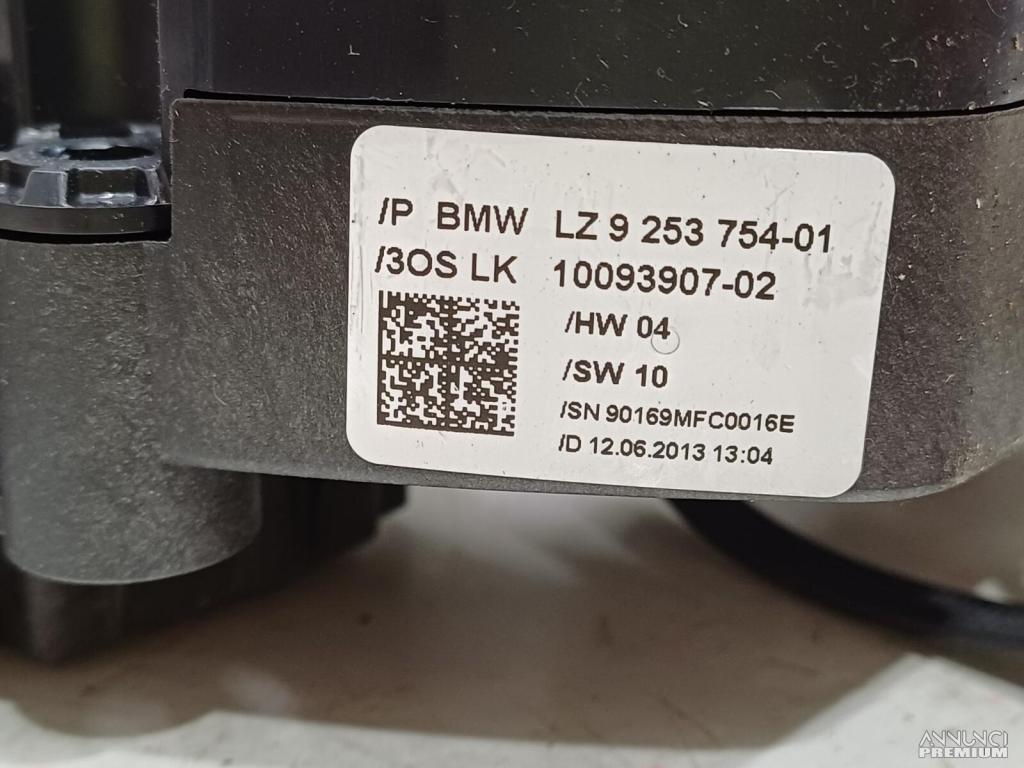 /P BMW LZ 9 253 754-01
/3OS LK 10093907-02
/HW 04
/SW 10
/SN 90169MFC0016E
/D 12.06.2013 13:04
ANNUNCI
PREMIUM